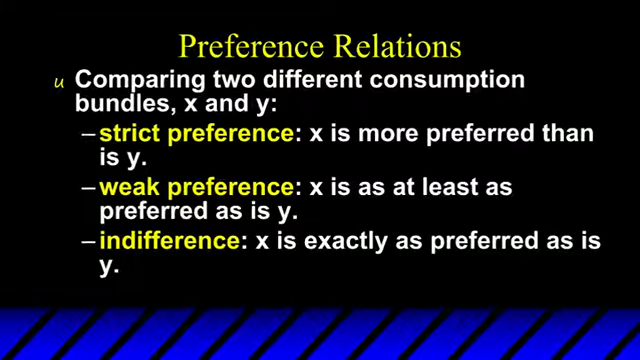 Preference Relations
u Comparing two different consumption
bundles, x and y:
–strict preference: x is more preferred than
is y.
–weak preference: x is as at least as
preferred as is y.
–indifference: x is exactly as preferred as is
y.